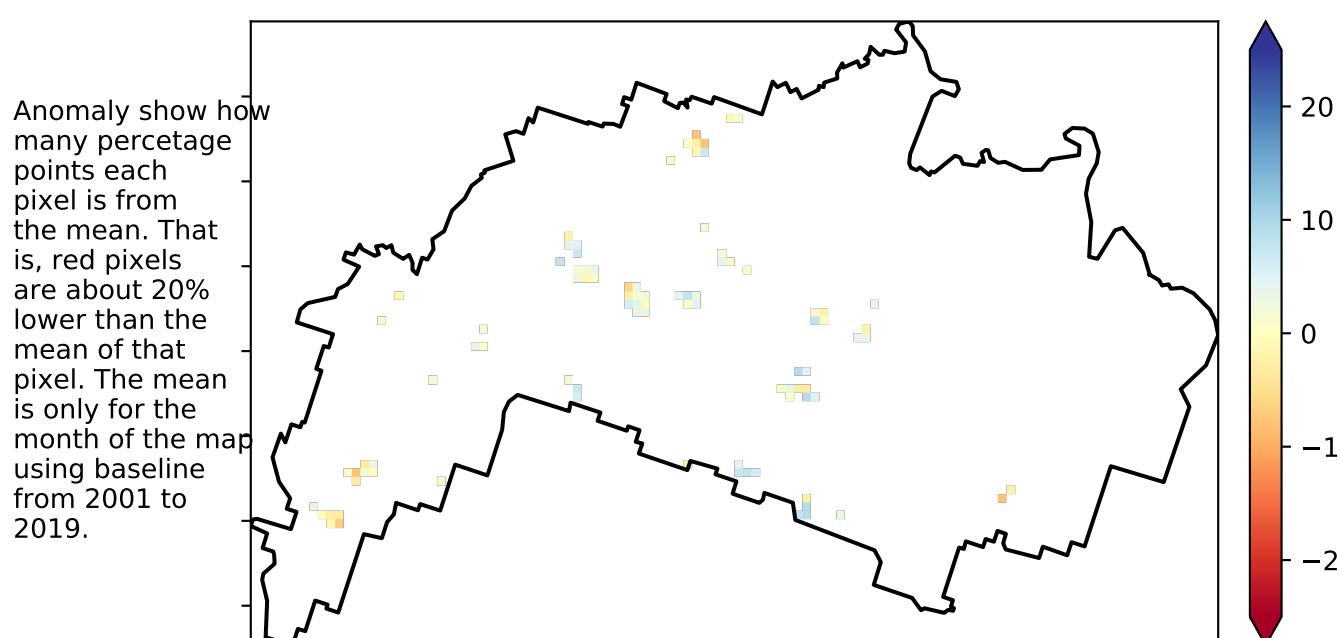 Anomaly show how
many percetage
points each
pixel is from
the mean. That
is, red pixels
are about 20%
lower than the
mean of that
pixel. The mean
is only for the
month of the map
using baseline
from 2001 to
2019.
20
10
0
−1
−2